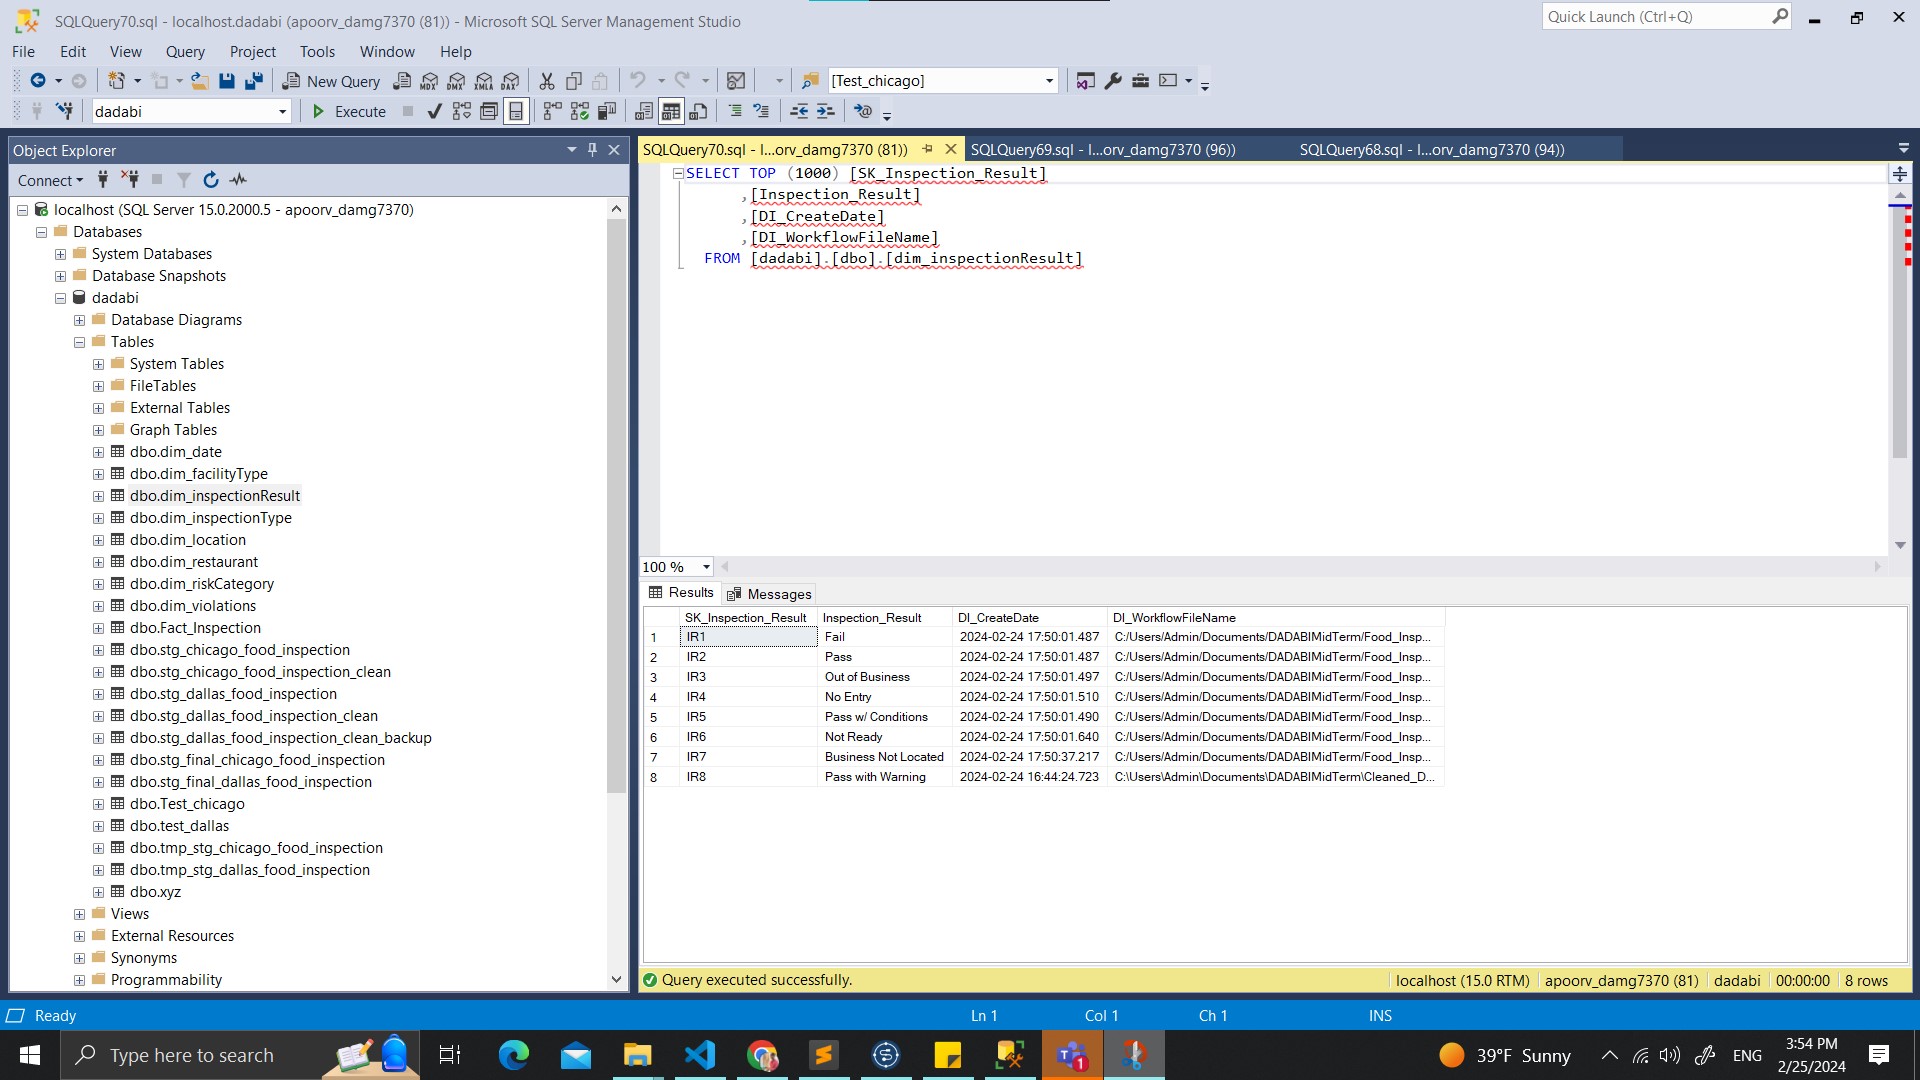 SQLQuery70.sql - localhost.dadabi (apoorv_damg7370 (81)) - Microsoft SQL Server Management Studio
Quick Launch (Ctrl+Q)
File Edit View Query Project Tools Window Help
New Query MDX DMX XMLA DAX [Test_chicago]
dadabi Execute
Object Explorer
Connect
localhost (SQL Server 15.0.2000.5 - apoorv_damg7370)
Databases
System Databases
Database Snapshots
dadabi
Database Diagrams
Tables
System Tables
FileTables
External Tables
Graph Tables
dbo.dim_date
dbo.dim_facilityType
dbo.dim_inspectionResult
dbo.dim_inspectionType
dbo.dim_location
dbo.dim_restaurant
dbo.dim_riskCategory
dbo.dim_violations
dbo.Fact_Inspection
dbo.stg_chicago_food_inspection
dbo.stg_chicago_food_inspection_clean
dbo.stg_dallas_food_inspection
dbo.stg_dallas_food_inspection_clean
dbo.stg_dallas_food_inspection_clean_backup
dbo.stg_final_chicago_food_inspection
dbo.stg_final_dallas_food_inspection
dbo.Test_chicago
dbo.test_dallas
dbo.tmp_stg_chicago_food_inspection
dbo.tmp_stg_dallas_food_inspection
dbo.xyz
Views
External Resources
Synonyms
Programmability
SQLQuery70.sql - l...orv_damg7370 (81)) SQLQuery69.sql - l...orv_damg7370 (96)) SQLQuery68.sql - l...orv_damg7370 (94))
SELECT TOP (1000) [SK_Inspection_Result]
,[Inspection_Result]
,[DI_CreateDate]
,[DI_WorkflowFileName]
FROM [dadabi].[dbo].[dim_inspectionResult]
100 %
Results Messages
SK_Inspection_Result Inspection_Result DI_CreateDate DI_WorkflowFileName
1 IR1 Fail 2024-02-24 17:50:01.487 C:/Users/Admin/Documents/DADABIMidTerm/Food_Insp...
2 IR2 Pass 2024-02-24 17:50:01.487 C:/Users/Admin/Documents/DADABIMidTerm/Food_Insp...
3 IR3 Out of Business 2024-02-24 17:50:01.497 C:/Users/Admin/Documents/DADABIMidTerm/Food_Insp...
4 IR4 No Entry 2024-02-24 17:50:01.510 C:/Users/Admin/Documents/DADABIMidTerm/Food_Insp...
5 IR5 Pass w/ Conditions 2024-02-24 17:50:01.490 C:/Users/Admin/Documents/DADABIMidTerm/Food_Insp...
6 IR6 Not Ready 2024-02-24 17:50:01.640 C:/Users/Admin/Documents/DADABIMidTerm/Food_Insp...
7 IR7 Business Not Located 2024-02-24 17:50:37.217 C:/Users/Admin/Documents/DADABIMidTerm/Food_Insp...
8 IR8 Pass with Warning 2024-02-24 16:44:24.723 C:\Users\Admin\Documents\DADABIMidTerm\Cleaned_D...
Query executed successfully. localhost (15.0 RTM) apoorv_damg7370 (81) dadabi 00:00:00 8 rows
Ready Ln 1 Col 1 Ch 1 INS
Type here to search 1 39°F Sunny ENG 3:54 PM
2/25/2024